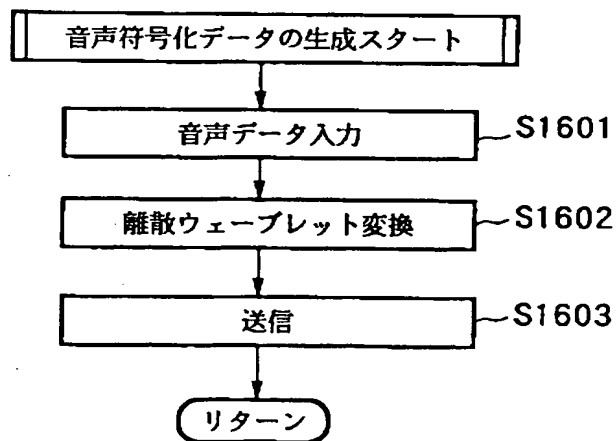 音声符号化データの生成スタート
音声データ入力
S1601
離散ウェーブレット変換
S1602
送信
S1603
リターン